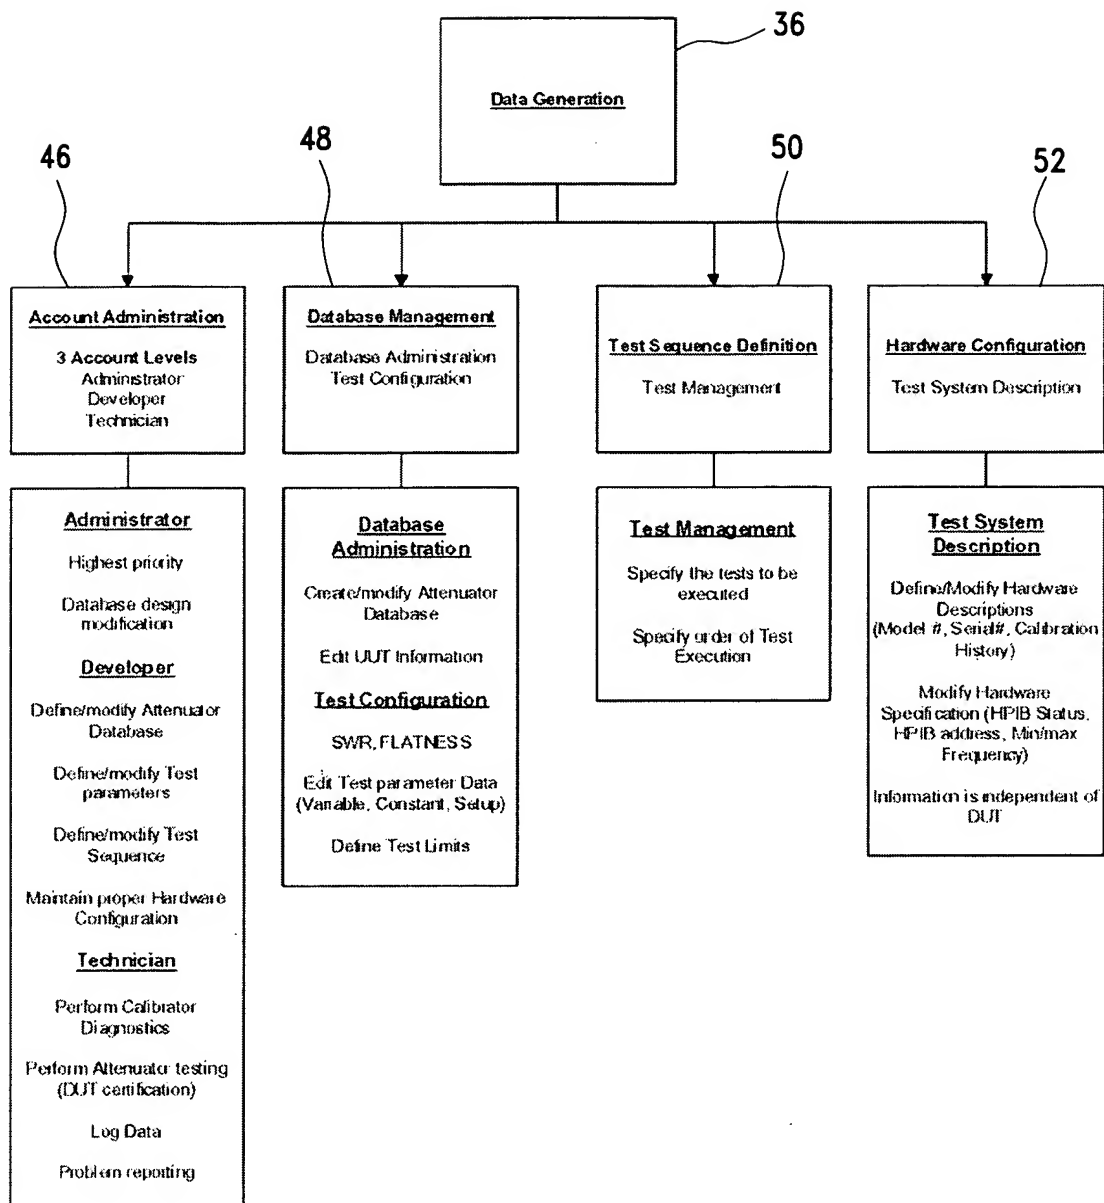 36
Data Generation
46
48
50
52
Account Administration
3 Account Levels
Administrator
Developer
Technician
Database Management
Database Administration
Test Configuration
Test Sequence Definition
Test Management
Hardware Configuration
Test System Description
Administrator
Highest priority
Database design
modification
Developer
Define/modify Attenuator
Database
Define/modify Test
parameters
Define/modify Test
Sequence
Maintain proper Hardware
Configuration
Technician
Perform Calibrator
Diagnostics
Perform Attenuator testing
(DUT certification)
Log Data
Problem reporting
Database
Administration
Create/modify Attenuator
Database
Edit UUT Information
Test Configuration
SWR, FLATNESS
Edit Test parameter Data
(Variable, Constant, Setup)
Define Test Limits
Test Management
Specify the tests to be
executed
Specify order of Test
Execution
Test System
Description
Define/Modify Hardware
Descriptions
(Model #, Serial#, Calibration
History)
Modify Hardware
Specification (HPIB Status,
HPIB address, Min/max
Frequency)
Information is independent of
DUT